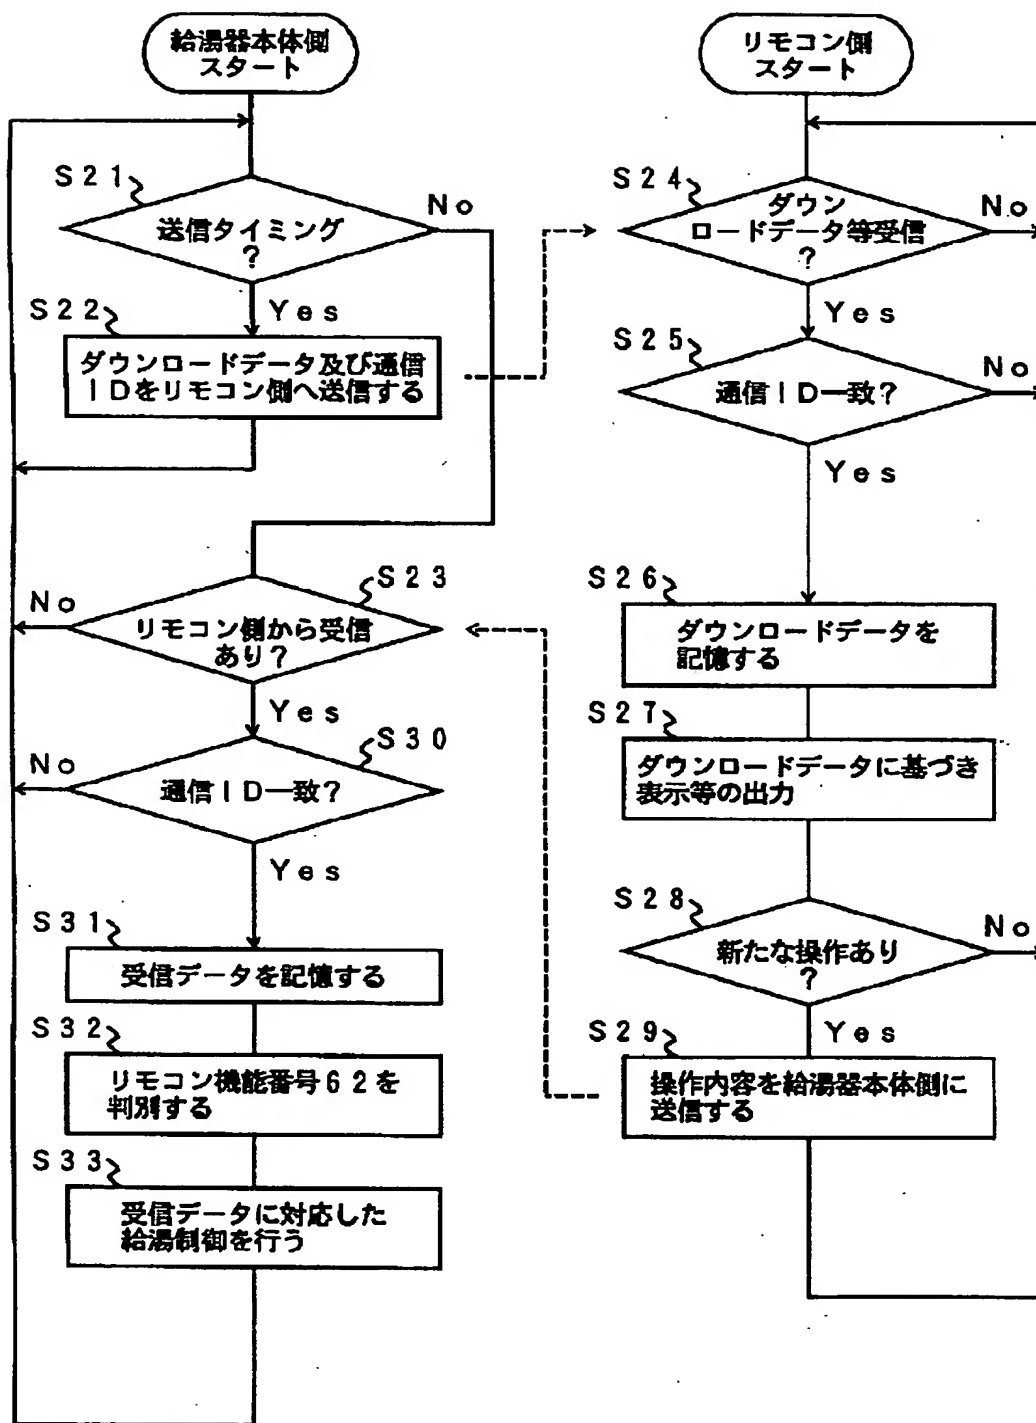 給湯器本体側
スタート
S21
送信タイミング
?
No
Yes
S22
ダウンロードデータ及び通信
IDをリモコン側へ送信する
S23
リモコン側から受信
あり?
No
Yes
S30
通信ID一致?
No
Yes
S31
受信データを記憶する
S32
リモコン機能番号62を
判別する
S33
受信データに対応した
給湯制御を行う
リモコン側
スタート
S24
ダウン
ロードデータ等受信
?
No
Yes
S25
通信ID一致?
No
Yes
S26
ダウンロードデータを
記憶する
S27
ダウンロードデータに基づき
表示等の出力
S28
新たな操作あり
?
No
Yes
S29
操作内容を給湯器本体側に
送信する